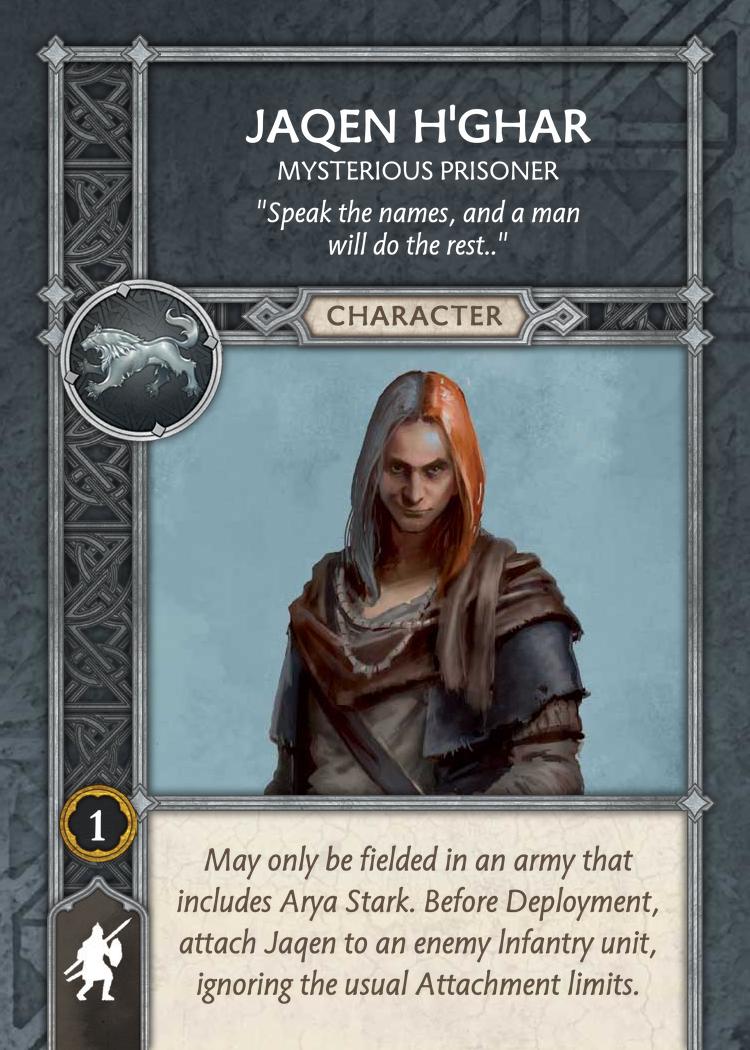 JAQEN H'GHAR
MYSTERIOUS PRISONER
"Speak the names, and a man
will do the rest.."
CHARACTER
1
May only be fielded in an army that
includes Arya Stark. Before Deployment,
attach Jaqen to an enemy Infantry unit,
ignoring the usual Attachment limits.